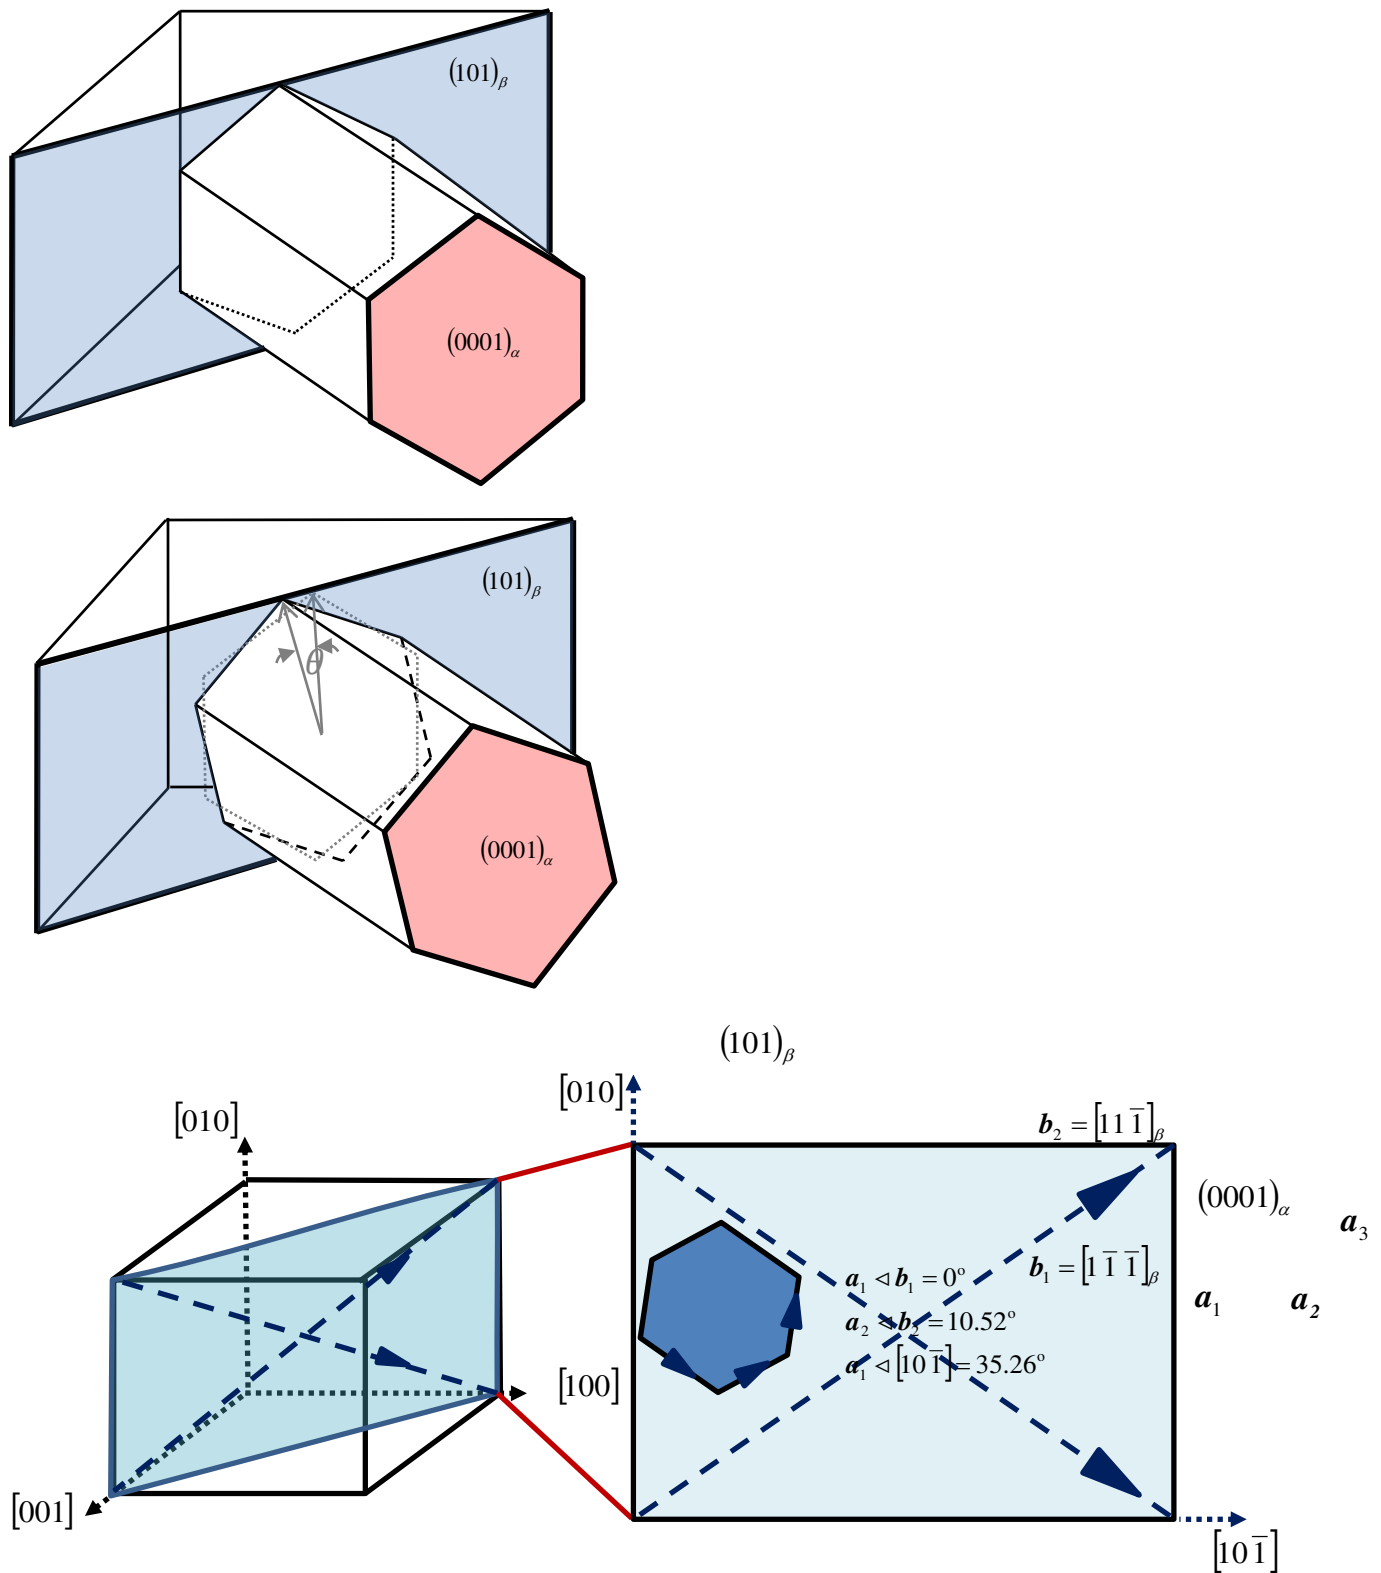 (101)β
(0001)α
(101)β
θ
(0001)α
(101)β
[010]
[010]
b₂ = [11 1̅]β
(0001)α
a₃
b₁ = [1 1̅ 1̅]β
a₁ ⊲ b₁ = 0°
a₁
a₂
a₂ ⊲ b₂ = 10.52°
a₁ ⊲ [10 1̅] = 35.26°
[100]
[001]
[10 1̅]